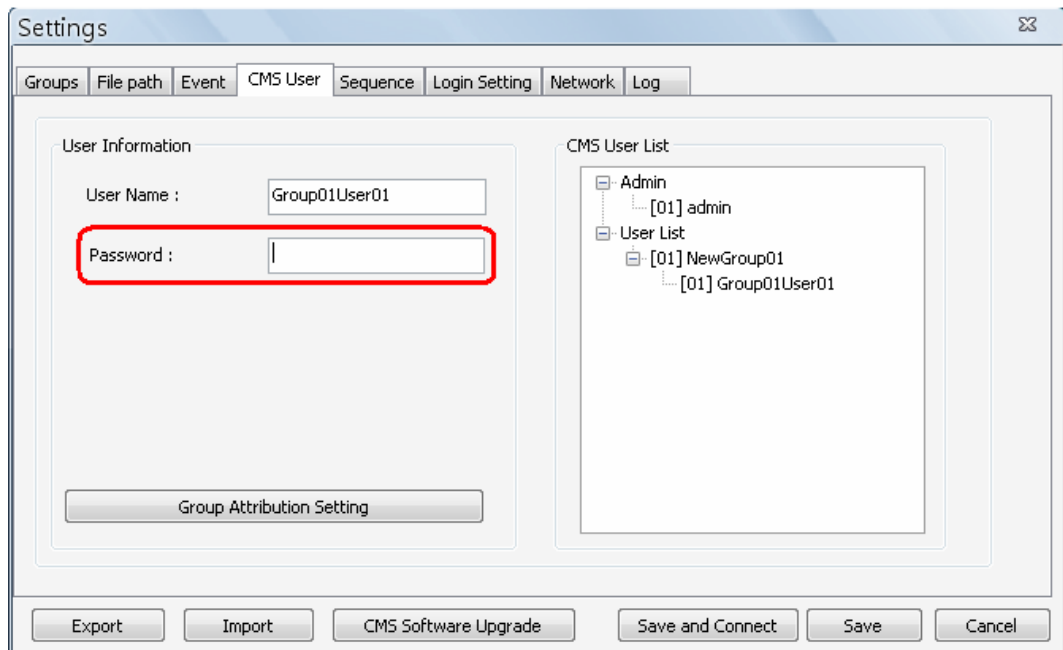 Settings
Groups File path Event CMS User Sequence Login Setting Network Log
User Information
User Name : Group01User01
Password :
Group Attribution Setting
CMS User List
Admin
[01] admin
User List
[01] NewGroup01
[01] Group01User01
Export Import CMS Software Upgrade Save and Connect Save Cancel